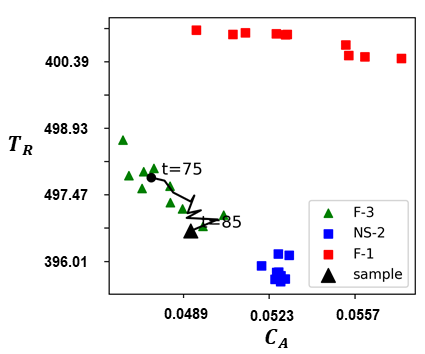 400.39
498.93
T_R
497.47
396.01
t=75
t=85
F-3
NS-2
F-1
sample
0.0489
0.0523
0.0557
C_A